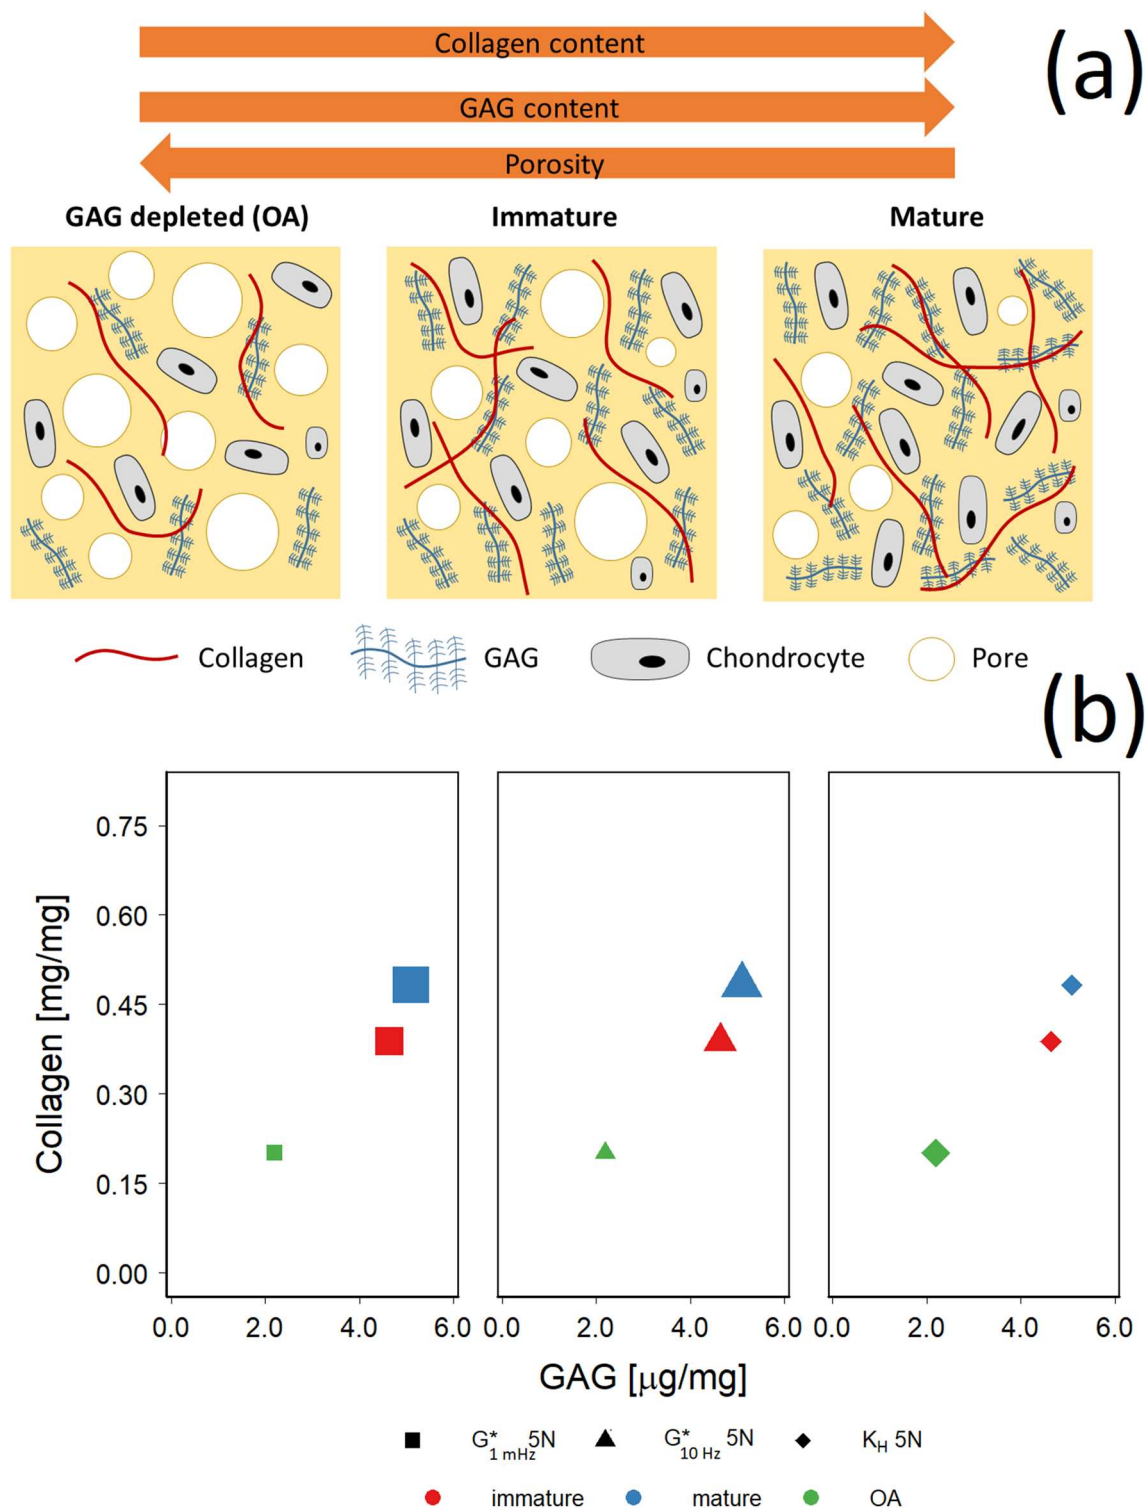 (a)
Collagen content
GAG content
Porosity
GAG depleted (OA) Immature Mature
Collagen GAG Chondrocyte Pore
(b)
Collagen [mg/mg]
0.75
0.60
0.45
0.30
0.15
0.00
0.0 2.0 4.0 6.0 0.0 2.0 4.0 6.0 0.0 2.0 4.0 6.0
GAG [μg/mg]
G*1 mHz 5N G*10 Hz 5N KH 5N
immature mature OA